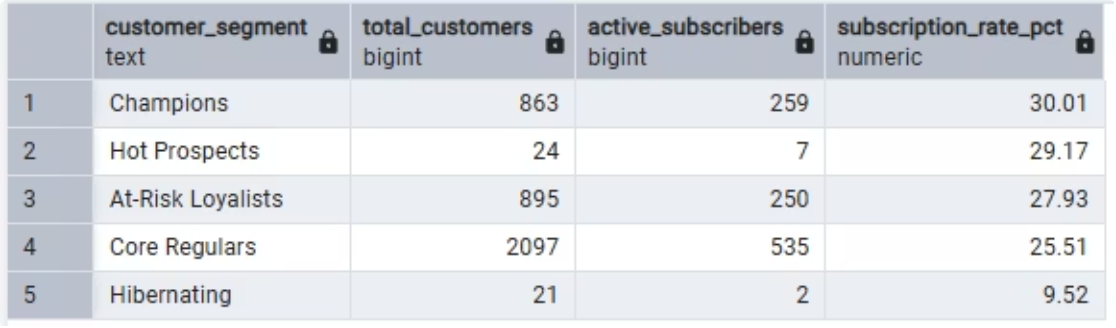 customer_segment total_customers active_subscribers subscription_rate_pct
text bigint bigint numeric
1 Champions 863 259 30.01
2 Hot Prospects 24 7 29.17
3 At-Risk Loyalists 895 250 27.93
4 Core Regulars 2097 535 25.51
5 Hibernating 21 2 9.52